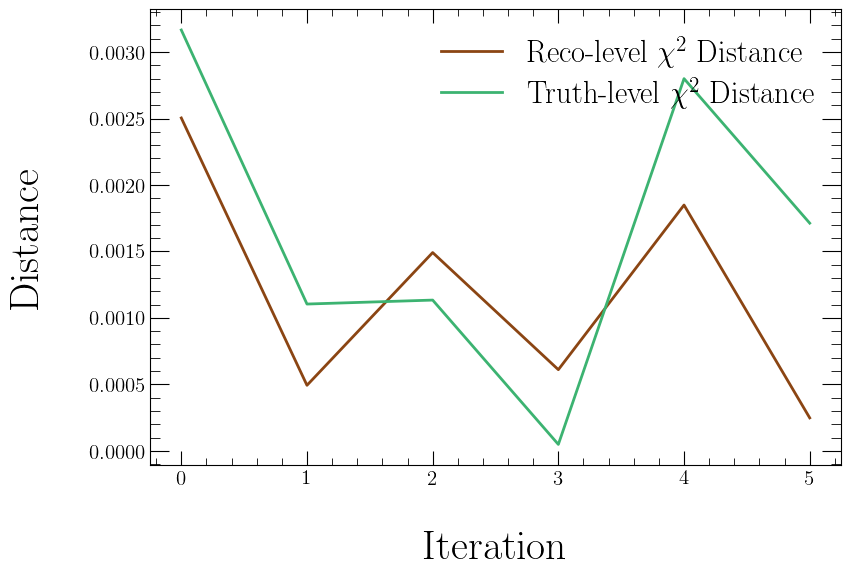 Reco-level χ² Distance
Truth-level χ² Distance
0.0030
0.0025
0.0020
0.0015
0.0010
0.0005
0.0000
Distance
0 1 2 3 4 5
Iteration